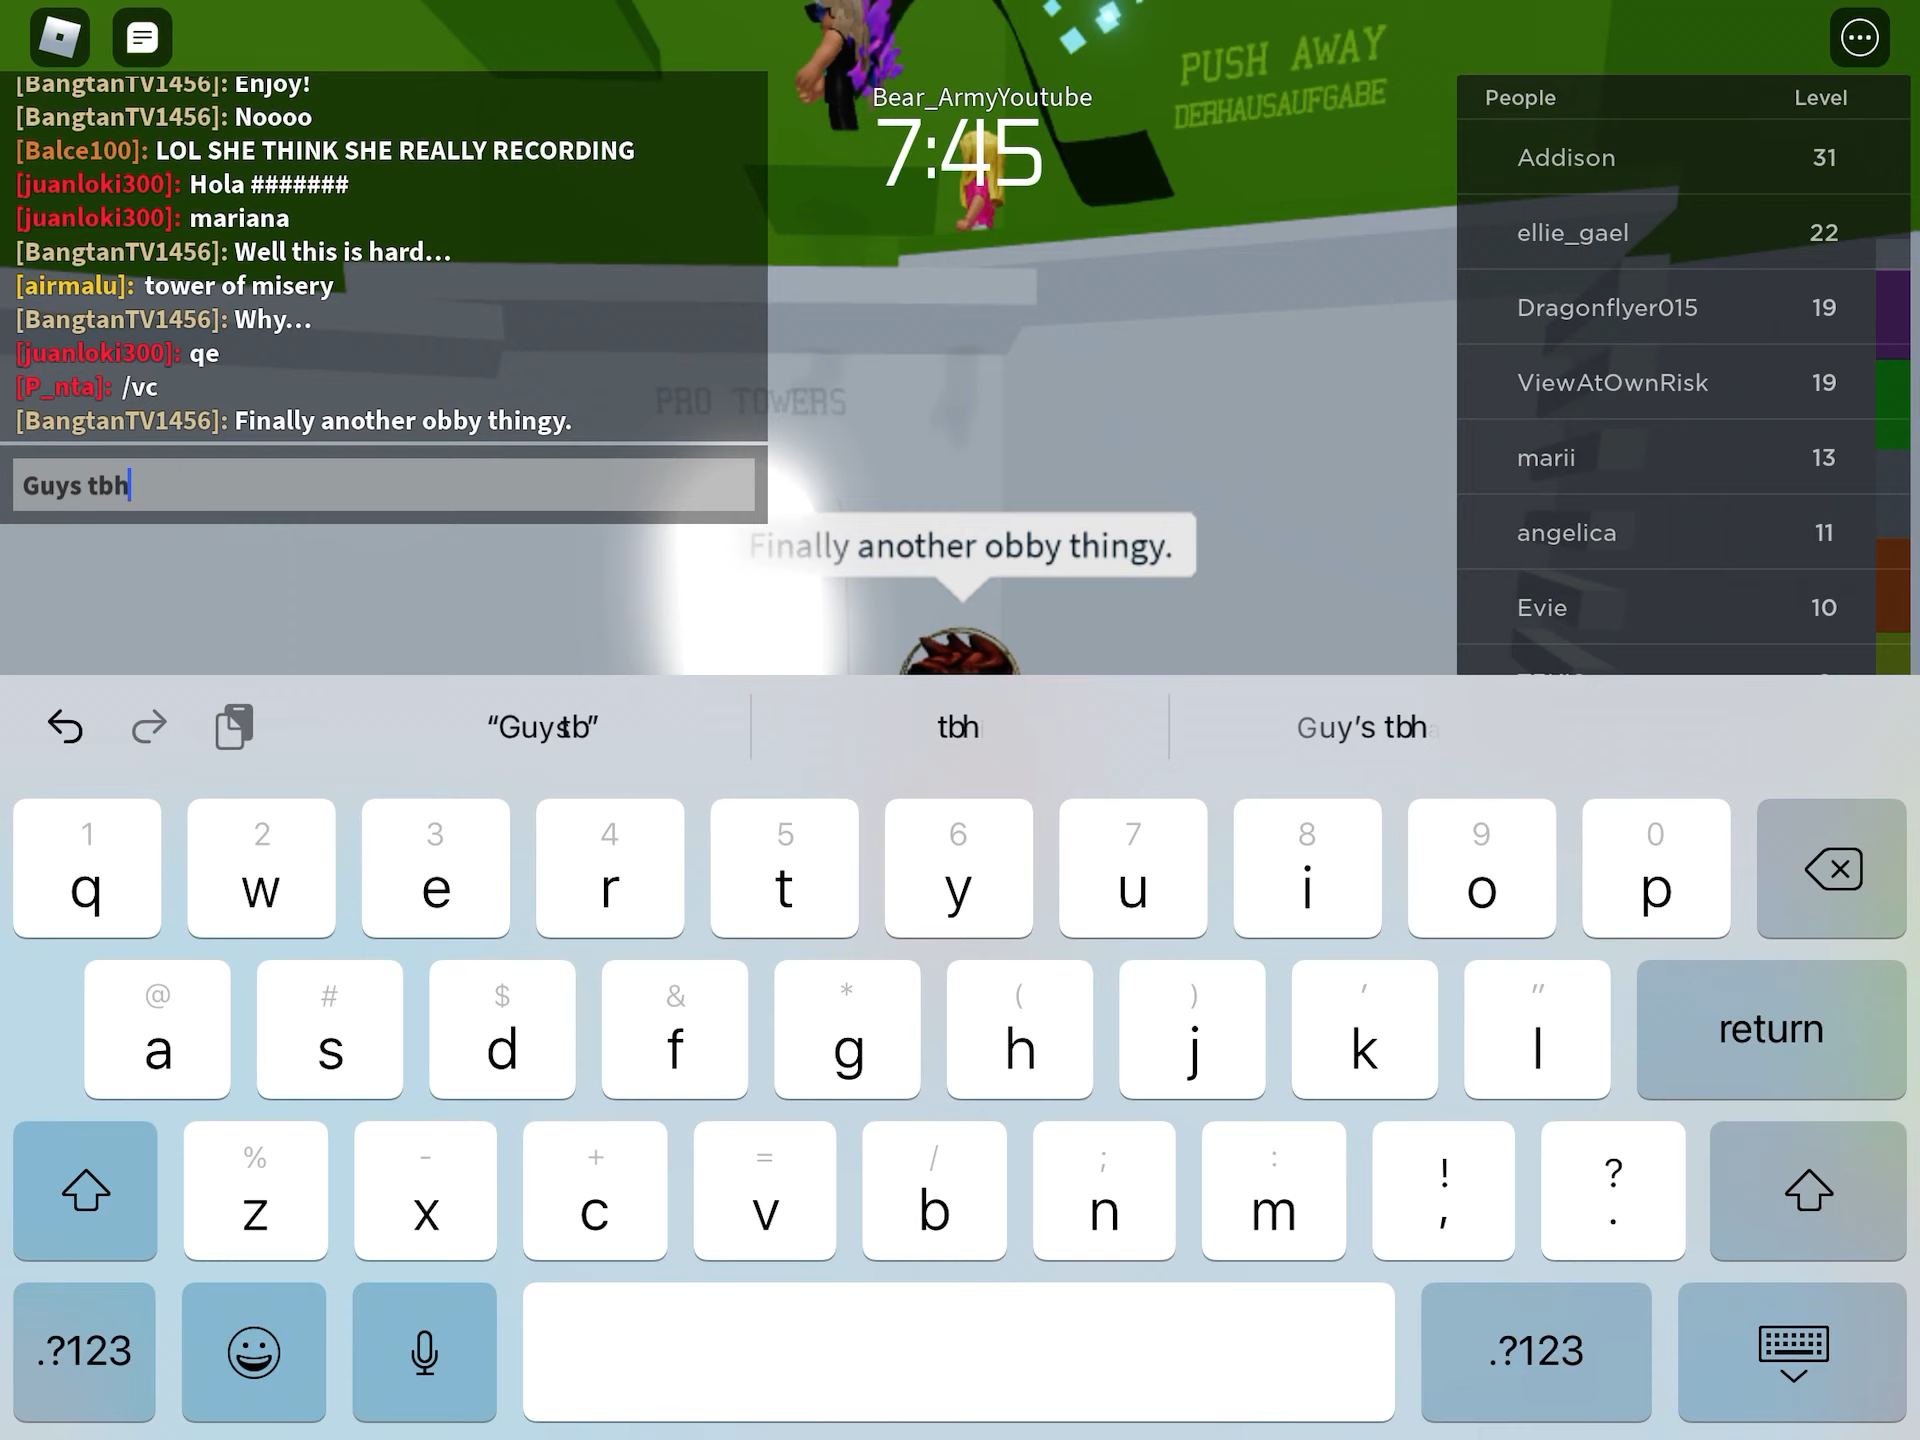 [BangtanTV1456]: Enjoy!
[BangtanTV1456]: Noooo
[Balce100]: LOL SHE THINK SHE REALLY RECORDING
[juanloki300]: Hola #######
[juanloki300]: mariana
[BangtanTV1456]: Well this is hard...
[airmalu]: tower of misery
[BangtanTV1456]: Why...
[juanloki300]: qe
[P_nta]: /vc
[BangtanTV1456]: Finally another obby thingy.
Guys tbh
Bear_ArmyYoutube
7:45
PUSH AWAY
DERHAUSAUFGABE
PRO TOWERS
Finally another obby thingy.
People Level
Addison 31
ellie_gael 22
Dragonflyer015 19
ViewAtOwnRisk 19
marii 13
angelica 11
Evie 10
tbh
Guy's tbh
1 2 3 4 5 6 7 8 9 0
q w e r t y u i o p
@ # $ & * ( ) ' "
a s d f g h j k l return
% - + = / ; : ! ?
z x c v b n m , .
.?123 .?123